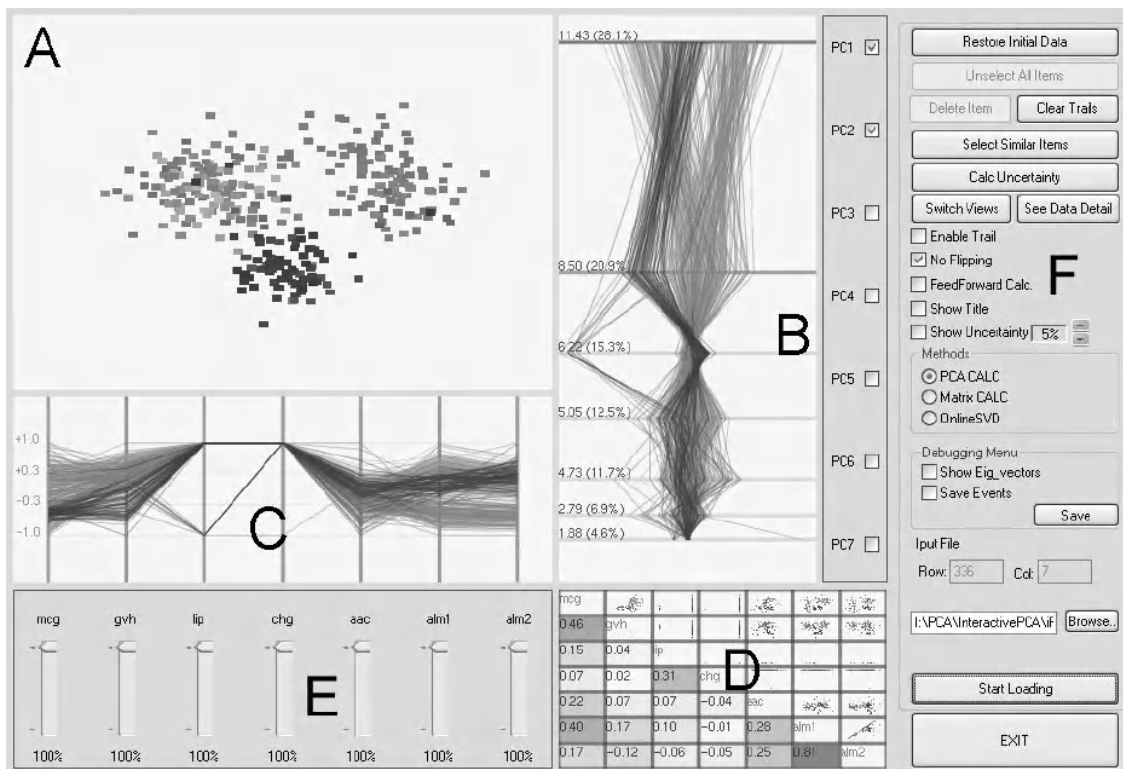 A
11.43 (26.1%)
8.50 (20.9%)
6.22 (15.3%)
5.05 (12.5%)
4.73 (11.7%)
2.79 (6.9%)
1.88 (4.6%)
B
PC1
PC2
PC3
PC4
PC5
PC6
PC7
+1.0
+0.3
-0.3
-1.0
C
mcg gvh lip chg aac alm1 alm2
E
100% 100% 100% 100% 100% 100% 100%
mcg
0.46 gvh
0.15 0.04 lip
0.07 0.02 0.31 chg
0.22 0.07 0.07 -0.04 aac
0.40 0.17 0.10 -0.01 0.28 alm1
0.17 -0.12 -0.06 -0.05 0.25 0.81 alm2
D
Restore Initial Data
Unselect All Items
Delete Item Clear Trails
Select Similar Items
Calc Uncertainty
Switch Views See Data Detail
Enable Trail
No Flipping
FeedForward Calc.
Show Title
Show Uncertainty 5%
F
Methods
PCA CALC
Matrix CALC
OnlineSVD
Debugging Menu
Show Eig_vectors
Save Events
Save
Iput File
Row: 336 Col: 7
I:\PCA\InteractivePCA\iF Browse..
Start Loading
EXIT